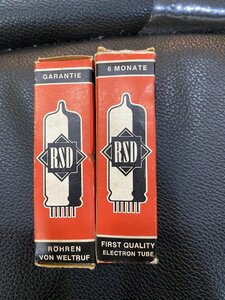 GARANTIE
RSD
RÖHREN
VON WELTRUF
6 MONATE
RSD
FIRST QUALITY
ELECTRON TUBE